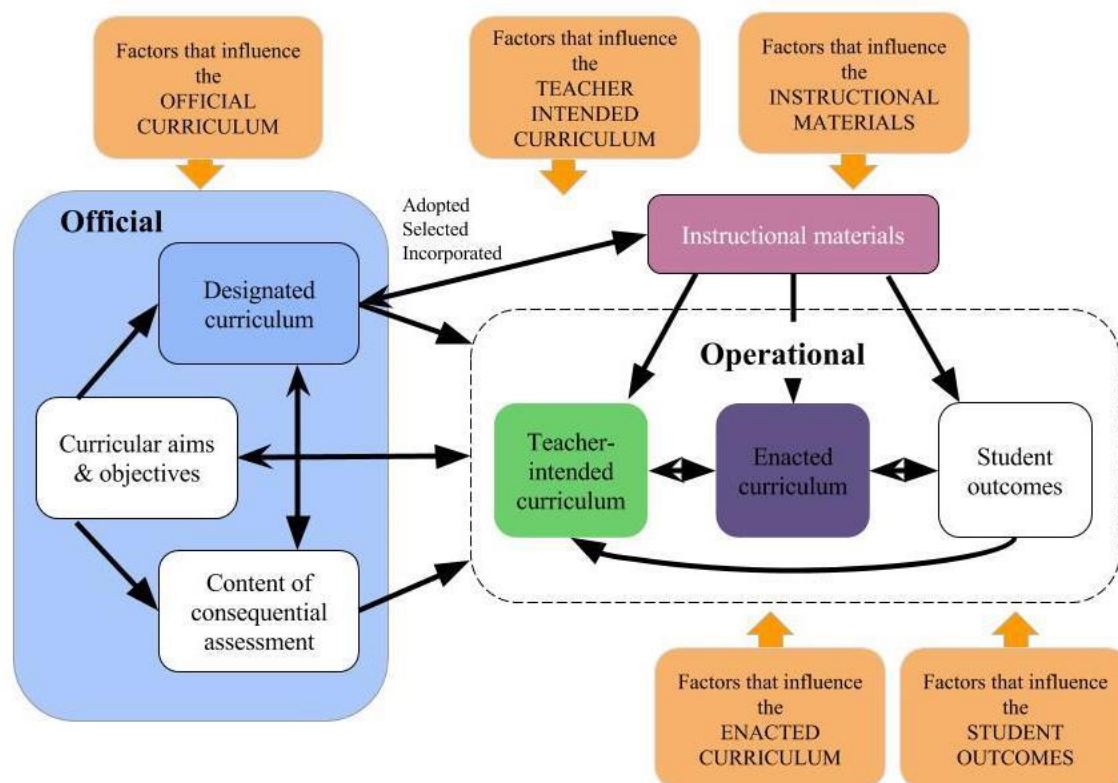 Factors that influence
the
OFFICIAL
CURRICULUM
Factors that influence
the
TEACHER
INTENDED
CURRICULUM
Factors that influence
the
INSTRUCTIONAL
MATERIALS
Official
Adopted
Selected
Incorporated
Instructional materials
Designated
curriculum
Operational
Curricular aims
& objectives
Teacher-
intended
curriculum
Enacted
curriculum
Student
outcomes
Content of
consequential
assessment
Factors that influence
the
ENACTED
CURRICULUM
Factors that influence
the
STUDENT
OUTCOMES